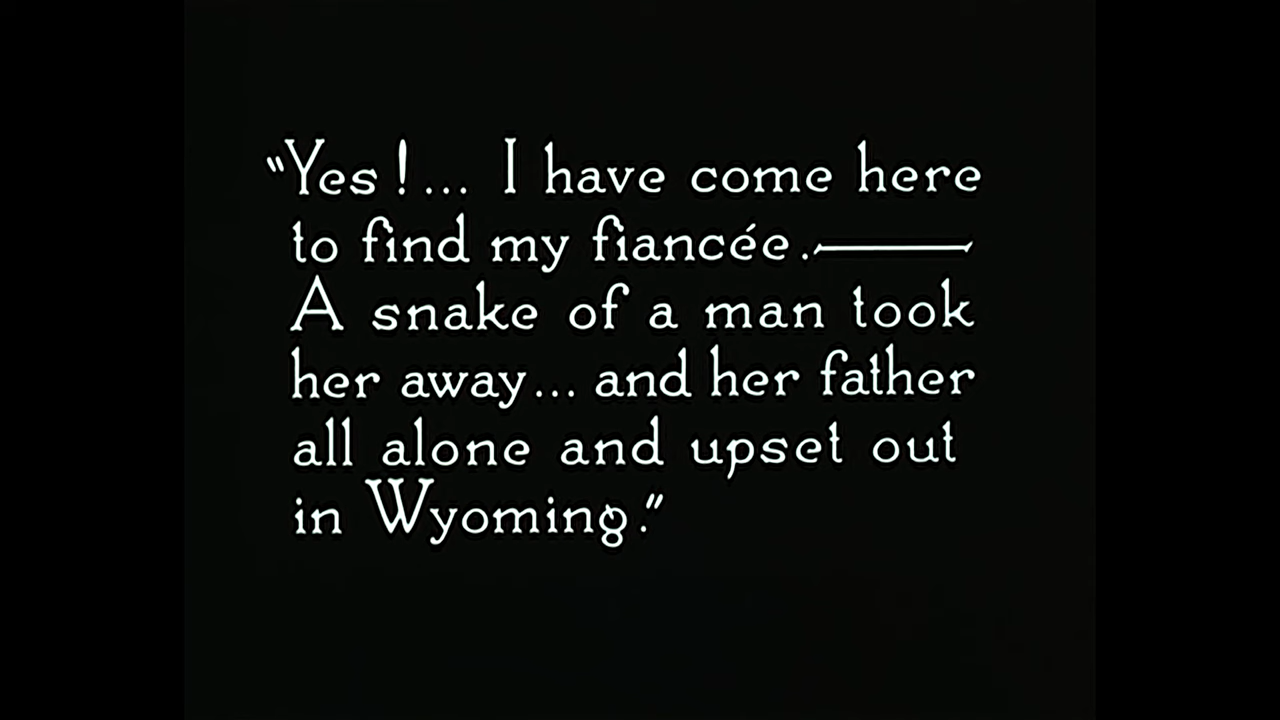 "Yes!... I have come here
to find my fiancée.—
A snake of a man took
her away... and her father
all alone and upset out
in Wyoming."